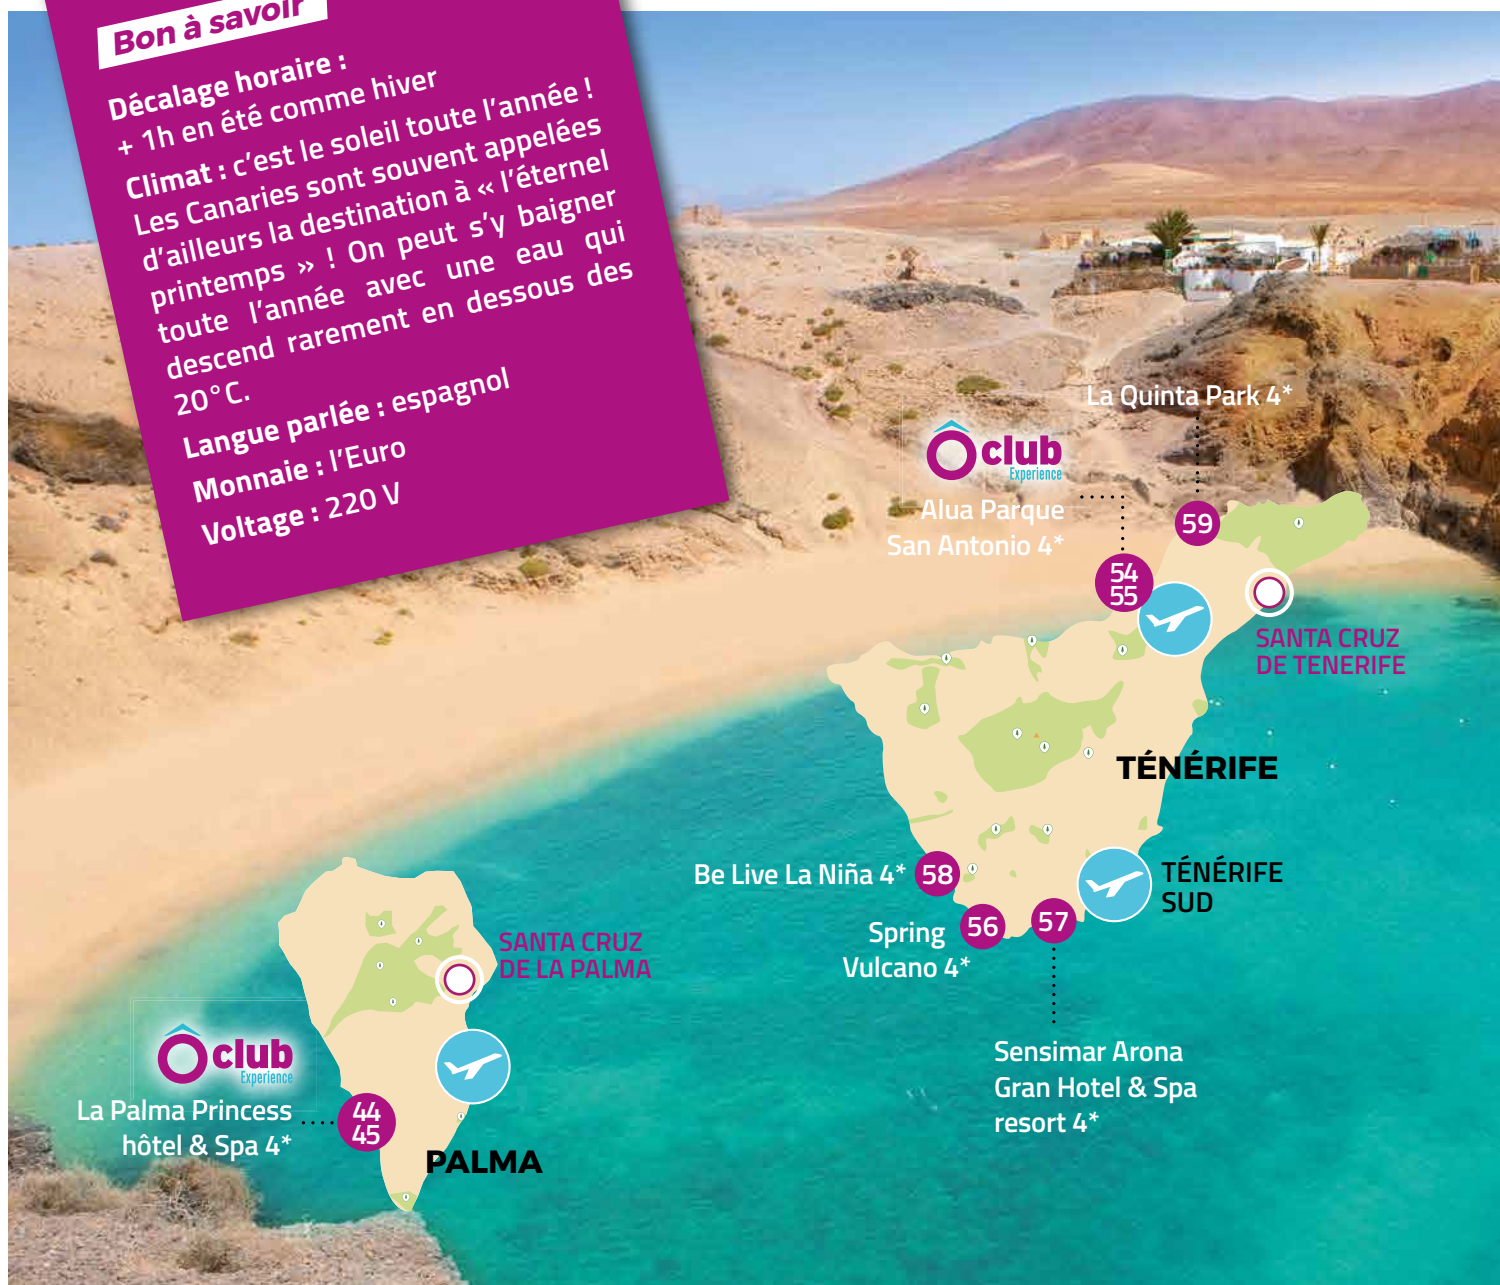 Bon à savoir
Décalage horaire :
+ 1h en été comme hiver
Climat : c'est le soleil toute l'année !
Les Canaries sont souvent appelées
d'ailleurs la destination à « l'éternel
printemps » ! On peut s'y baigner
toute l'année avec une eau qui
descend rarement en dessous des
20°C.
Langue parlée : espagnol
Monnaie : l'Euro
Voltage : 220 V
La Quinta Park 4*
59
Ô club
Experience
Alua Parque
San Antonio 4*
54
55
SANTA CRUZ
DE TENERIFE
TÉNÉRIFE
Be Live La Niña 4*
58
TÉNÉRIFE
SUD
Spring
Vulcano 4*
56
57
Sensimar Arona
Gran Hotel & Spa
resort 4*
SANTA CRUZ
DE LA PALMA
Ô club
Experience
La Palma Princess
hôtel & Spa 4*
44
45
PALMA